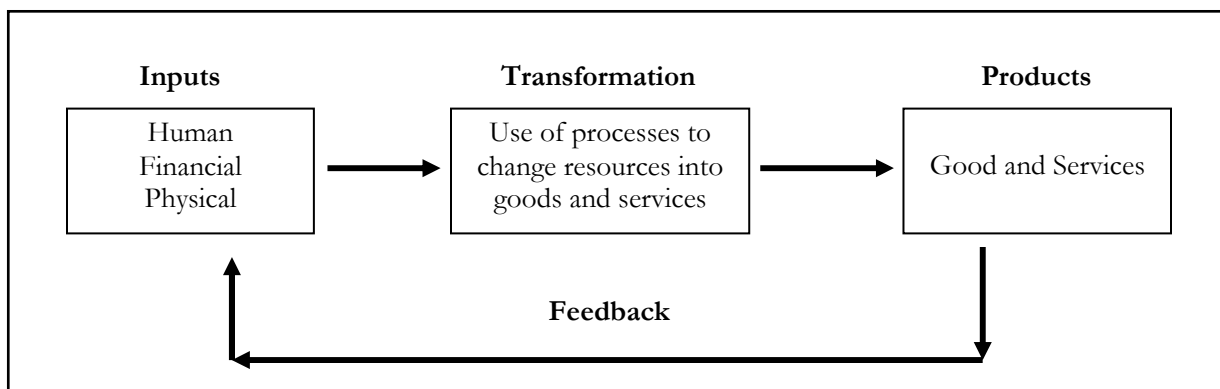 Inputs
Transformation
Products
Human
Financial
Physical
Use of processes to
change resources into
goods and services
Good and Services
Feedback